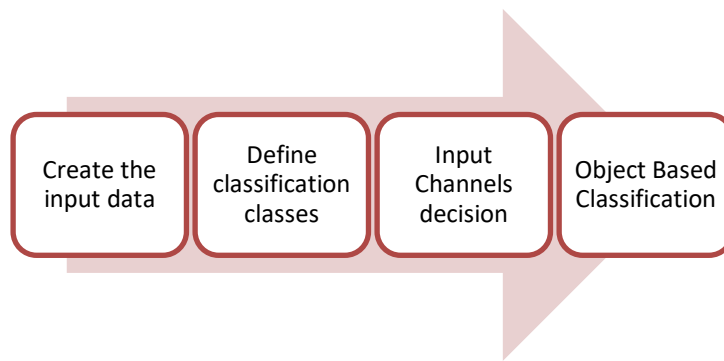 Create the
input data
Define
classification
classes
Input
Channels
decision
Object Based
Classification